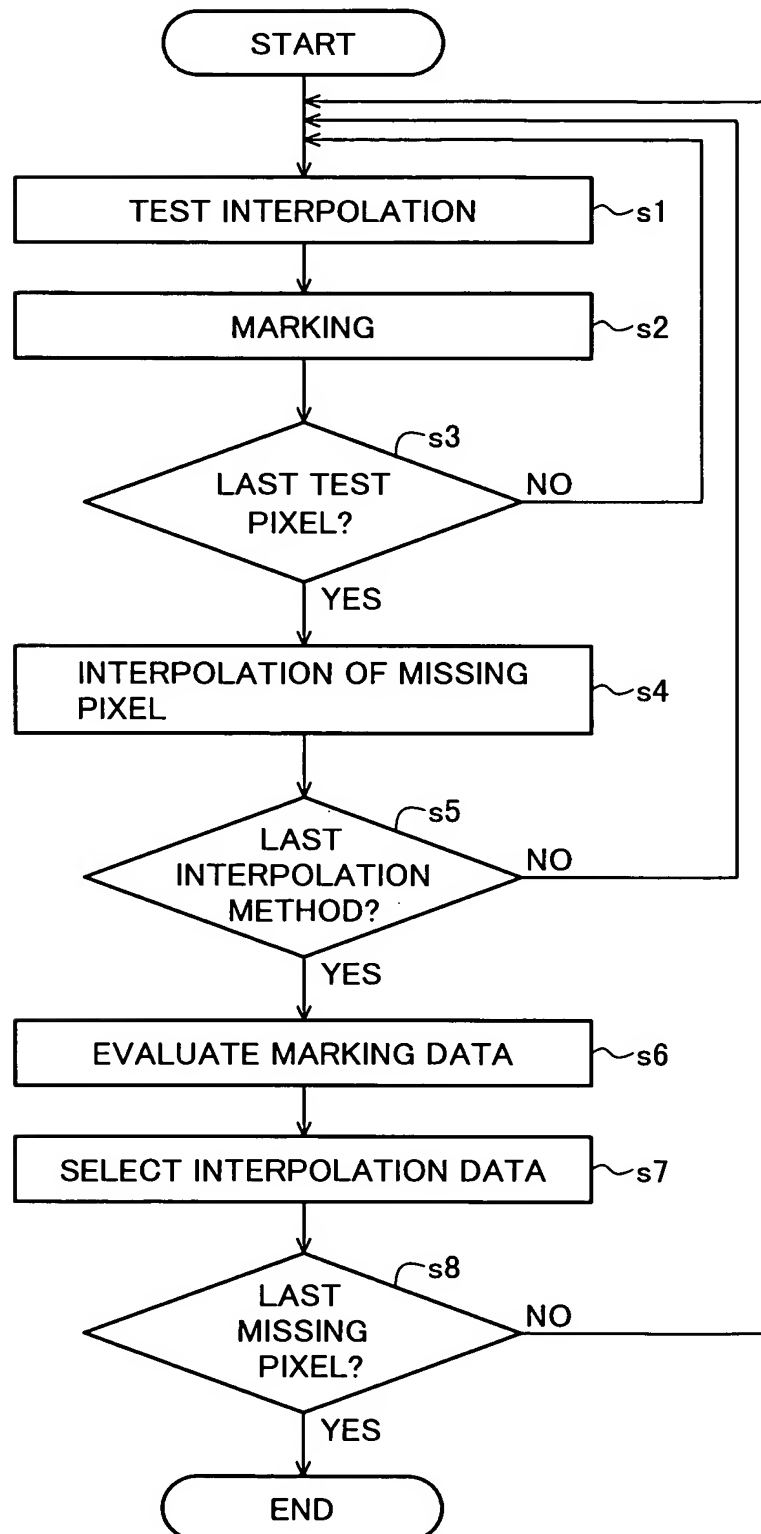 START
TEST INTERPOLATION
s1
MARKING
s2
s3
LAST TEST
PIXEL?
NO
YES
INTERPOLATION OF MISSING
PIXEL
s4
s5
LAST
INTERPOLATION
METHOD?
NO
YES
EVALUATE MARKING DATA
s6
SELECT INTERPOLATION DATA
s7
s8
LAST
MISSING
PIXEL?
NO
YES
END